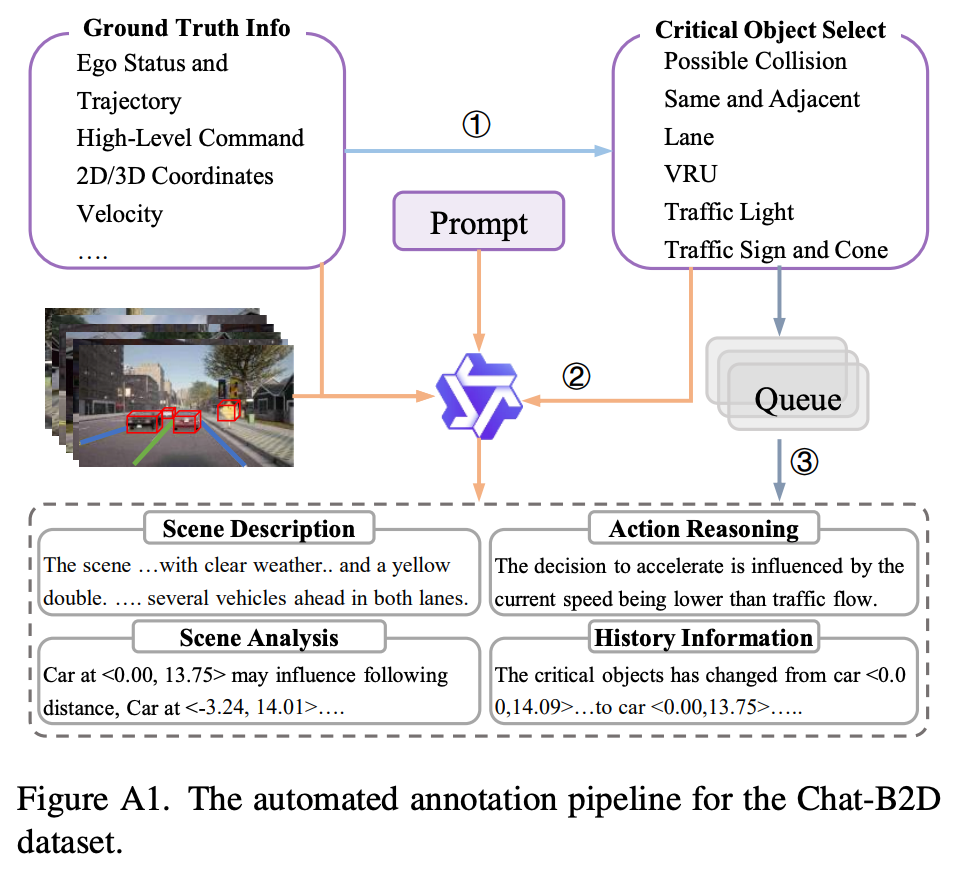 Ground Truth Info
Ego Status and
Trajectory
High-Level Command
2D/3D Coordinates
Velocity
….
①
Critical Object Select
Possible Collision
Same and Adjacent
Lane
VRU
Traffic Light
Traffic Sign and Cone
Prompt
②
Queue
③
Scene Description
The scene …with clear weather.. and a yellow
double. …. several vehicles ahead in both lanes.
Action Reasoning
The decision to accelerate is influenced by the
current speed being lower than traffic flow.
Scene Analysis
Car at <0.00, 13.75> may influence following
distance, Car at <-3.24, 14.01>….
History Information
The critical objects has changed from car <0.0
0,14.09>…to car <0.00,13.75>…..
Figure A1. The automated annotation pipeline for the Chat-B2D
dataset.